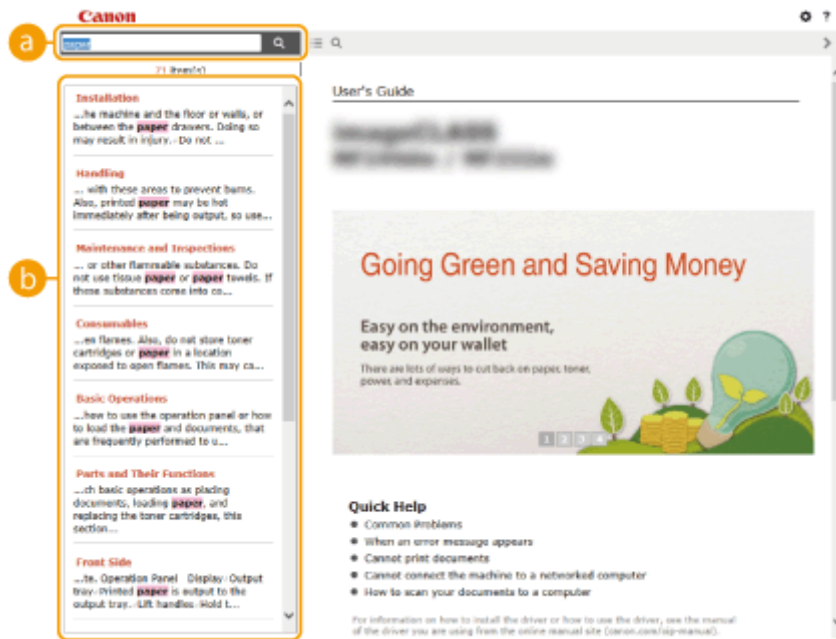 Canon
?
a
paper
71 item(s)
b
Installation
...he machine and the floor or walls, or
between the paper drawers. Doing so
may result in injury. Do not ...
Handling
... with these areas to prevent burns.
Also, printed paper may be hot
immediately after being output, so use...
Maintenance and Inspections
... or other flammable substances. Do
not use tissue paper or paper towels. If
these substances come into co...
Consumables
...en flames. Also, do not store toner
cartridges or paper in a location
exposed to open flames. This may ca...
Basic Operations
...how to use the operation panel or how
to load the paper and documents, that
are frequently performed to u...
Parts and Their Functions
...ch basic operations as placing
documents, loading paper, and
replacing the toner cartridges, this
section...
Front Side
...te. Operation Panel Display Output
tray Printed paper is output to the
output tray. Lift handles Hold t...
User's Guide
Going Green and Saving Money
Easy on the environment,
easy on your wallet
There are lots of ways to cut back on paper, toner,
power, and expenses.
1 2 3 4
Quick Help
Common Problems
When an error message appears
Cannot print documents
Cannot connect the machine to a networked computer
How to scan your documents to a computer
For information on how to install the driver or how to use the driver, see the manual
of the driver you are using from the online manual site (canon.com/oip-manual).